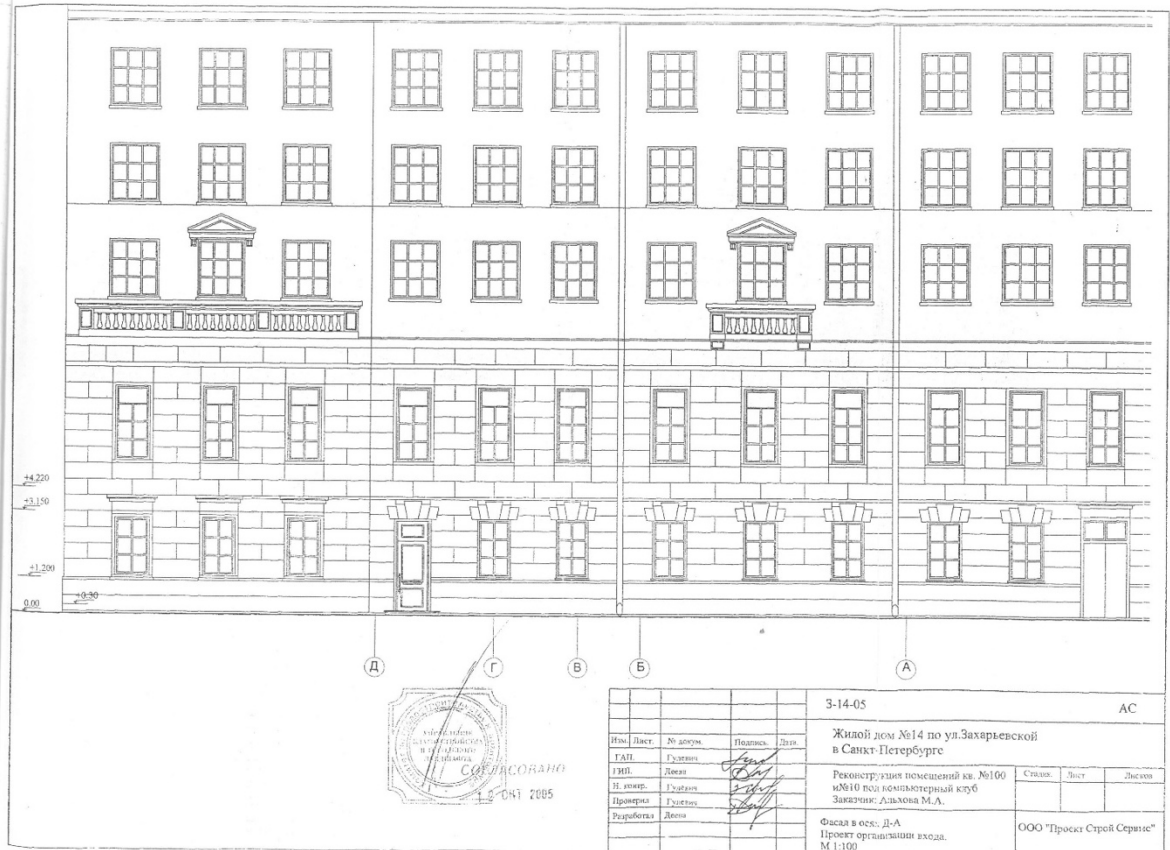 +4,220
+3,150
+1,200
+0,30
0,00
Д
Г
В
Б
А
СОГЛАСОВАНО
ОКТ 2005
3-14-05
АС
Жилой дом №14 по ул.Захарьевской
в Санкт-Петербурге
Изм. Лист. № докум. Подпись. Дата.
ГАП. Гулевич
ГИП. Деева
Н. контр. Гулевич
Проверил Гулевич
Разработал Деева
Реконструкция помещений кв. №100
и№10 под компьютерный клуб
Заказчик: Альхова М.А.
Стадия. Лист Листов
Фасад в осях Д-А
Проект организации входа.
М 1:100
ООО "Проект Строй Сервис"